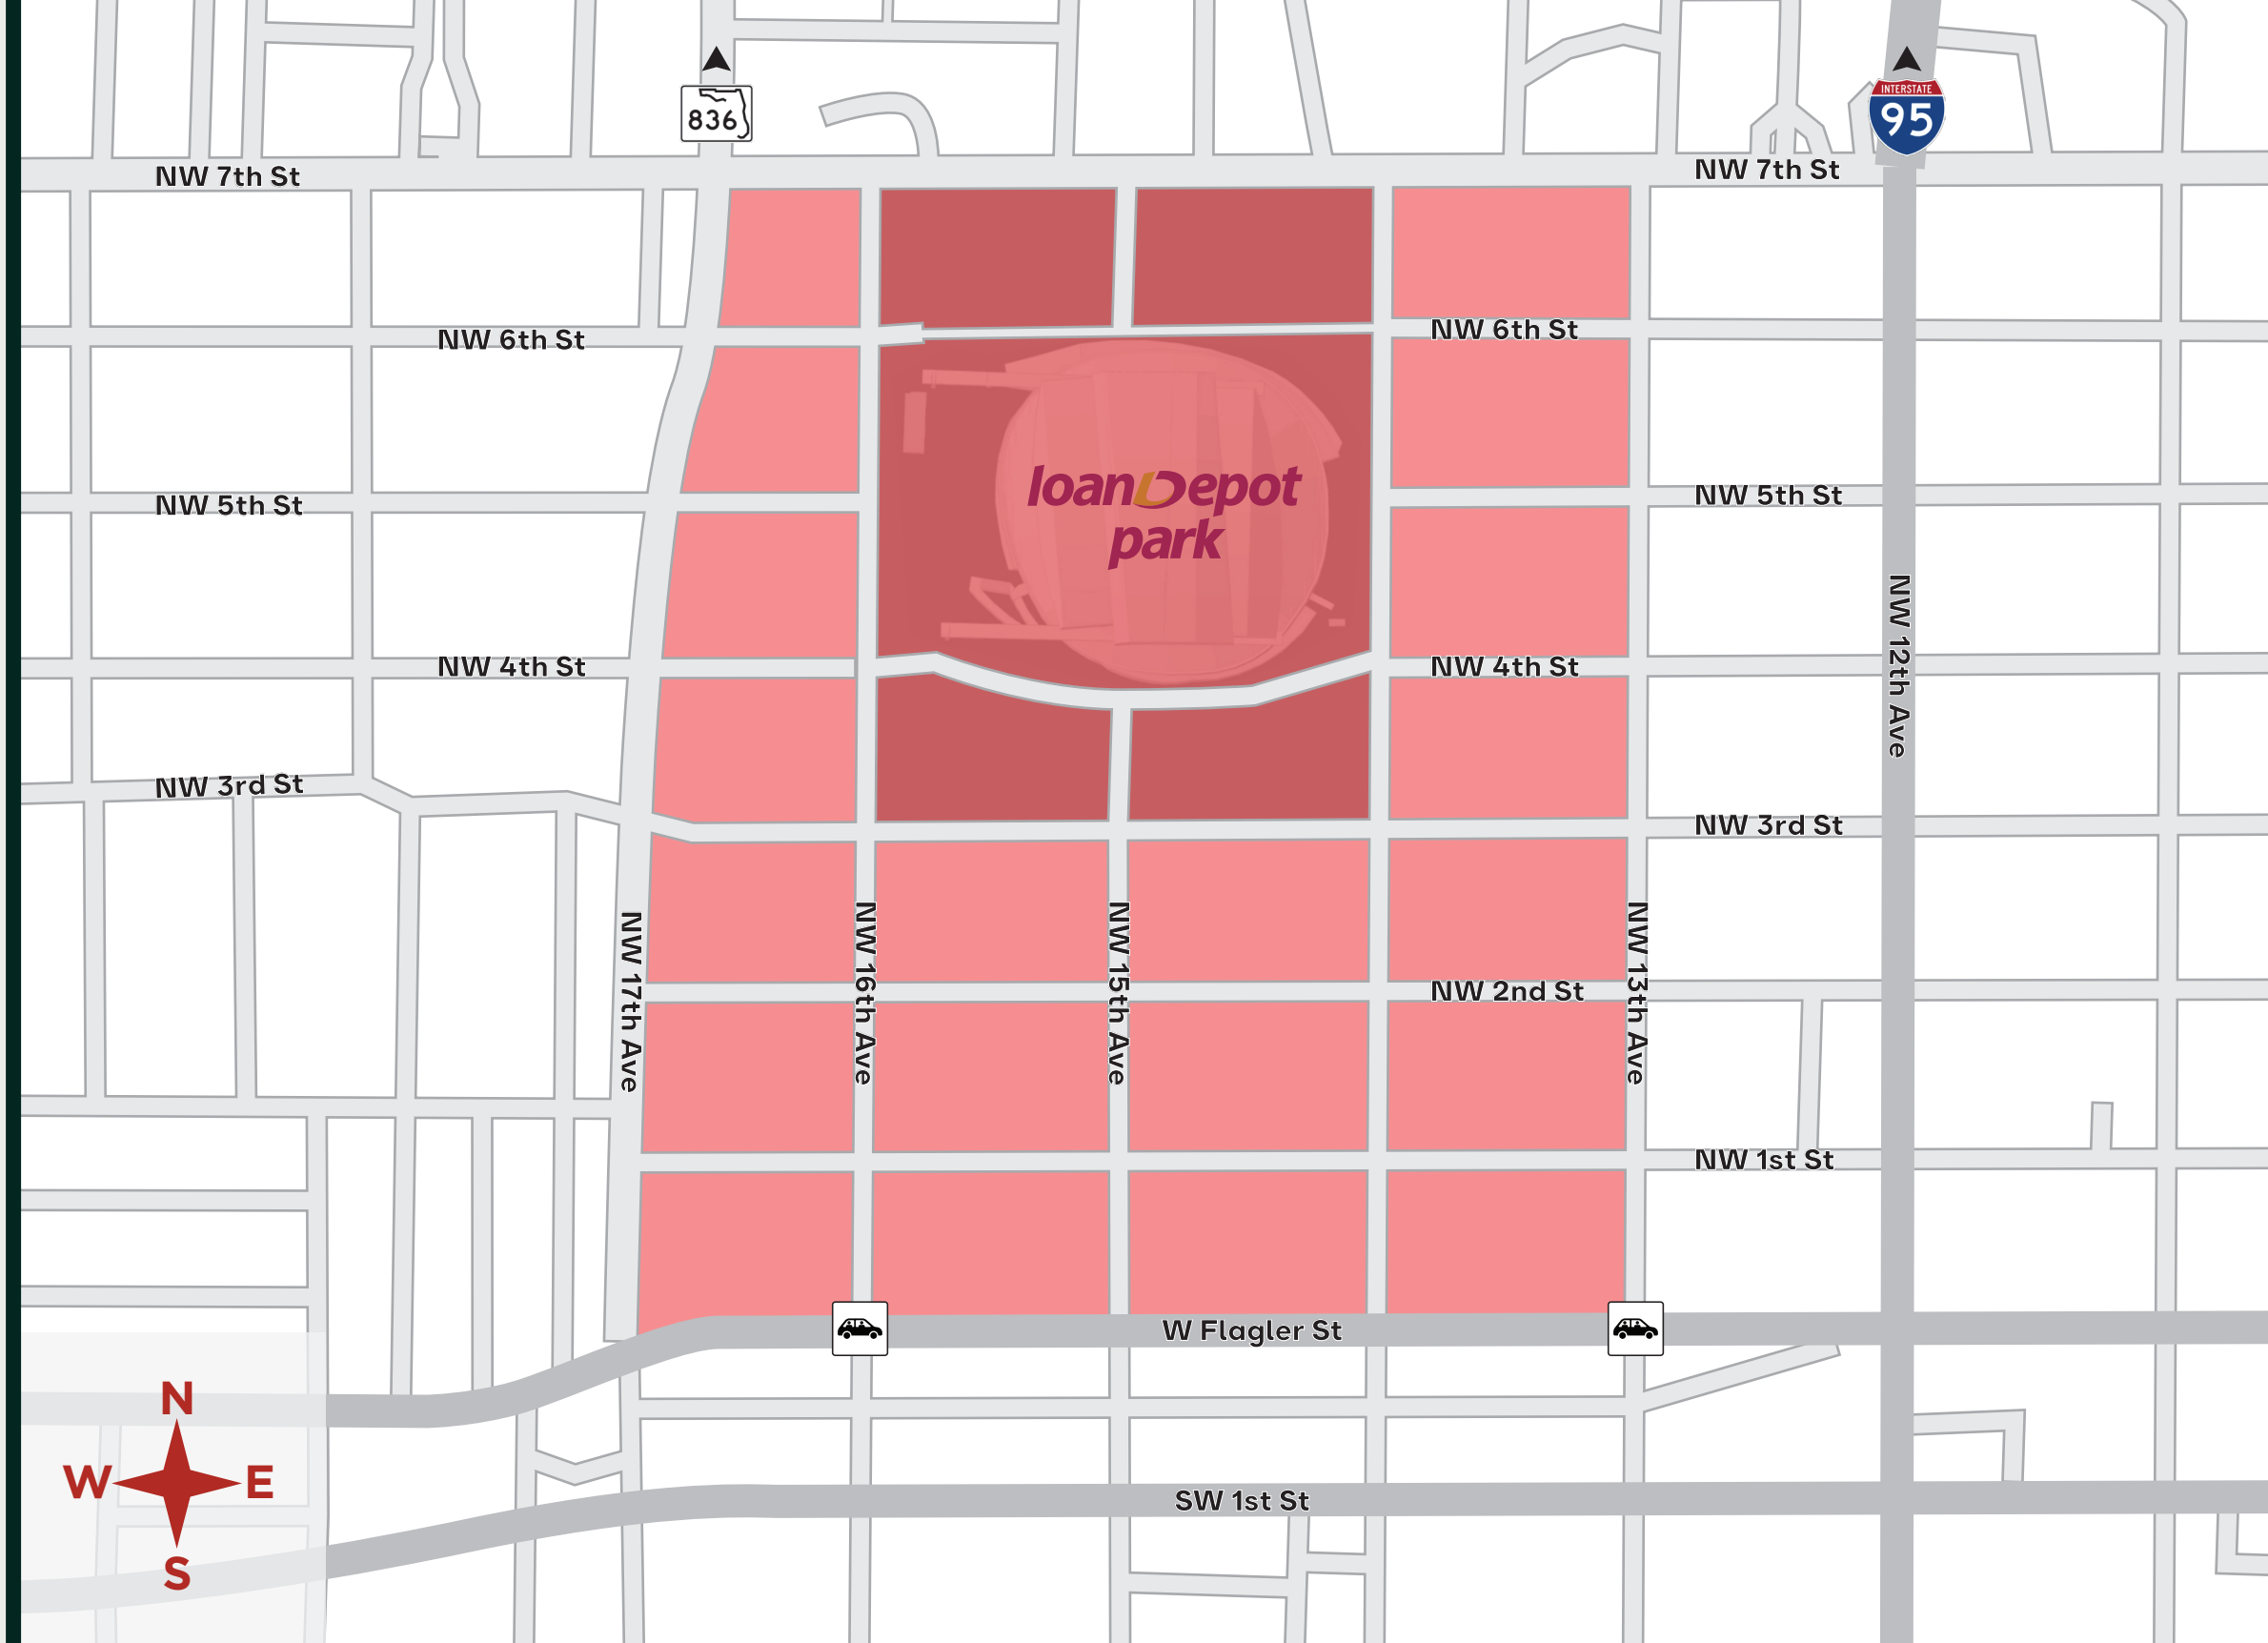 836
INTERSTATE
95
NW 7th St
NW 7th St
NW 6th St
NW 6th St
loanDepot
park
NW 5th St
NW 5th St
NW 12th Ave
NW 4th St
NW 4th St
NW 3rd St
NW 3rd St
NW 17th Ave
NW 16th Ave
NW 15th Ave
NW 13th Ave
NW 2nd St
NW 1st St
W Flagler St
N
W
E
S
SW 1st St